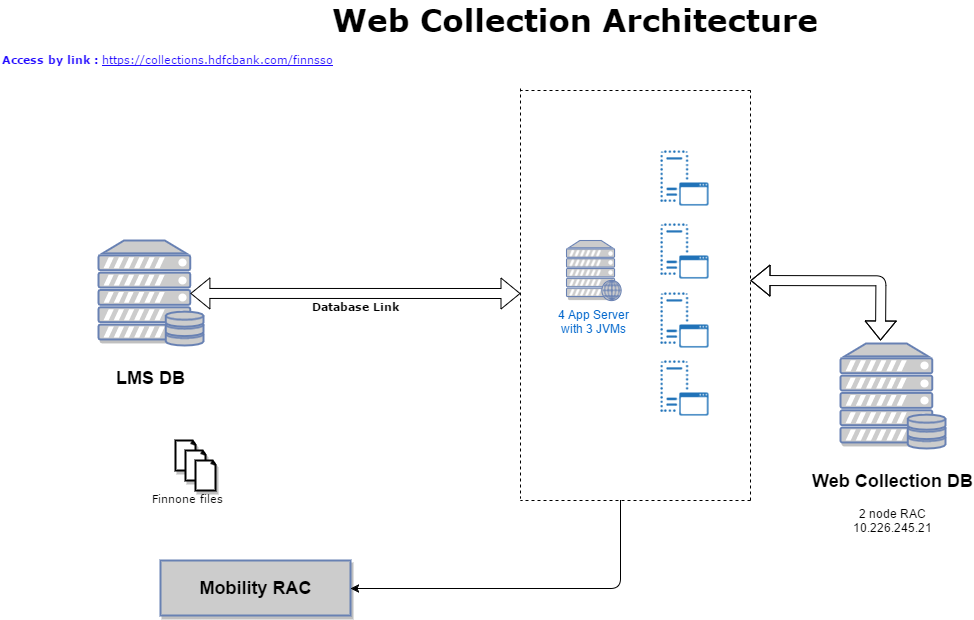 Web Collection Architecture
Access by link : https://collections.hdfcbank.com/finnsso
Database Link
4 App Server
with 3 JVMs
LMS DB
Web Collection DB
2 node RAC
10.226.245.21
Finnone files
Mobility RAC